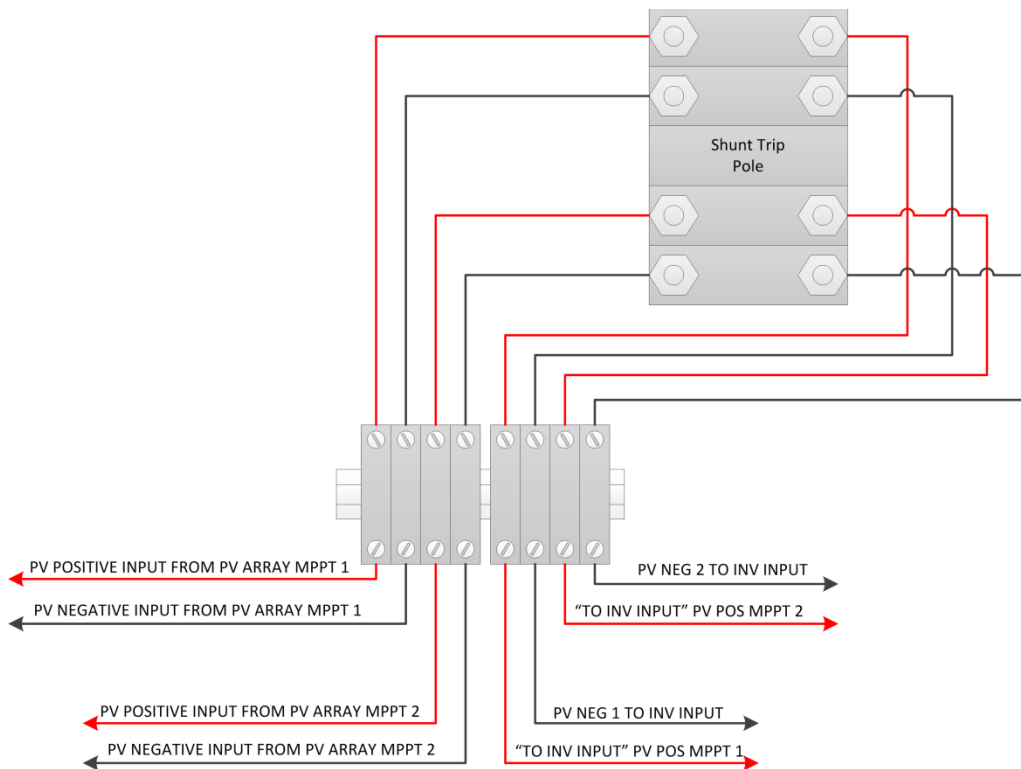 Shunt Trip
Pole
PV POSITIVE INPUT FROM PV ARRAY MPPT 1
PV NEGATIVE INPUT FROM PV ARRAY MPPT 1
PV NEG 2 TO INV INPUT
“TO INV INPUT” PV POS MPPT 2
PV POSITIVE INPUT FROM PV ARRAY MPPT 2
PV NEGATIVE INPUT FROM PV ARRAY MPPT 2
PV NEG 1 TO INV INPUT
“TO INV INPUT” PV POS MPPT 1